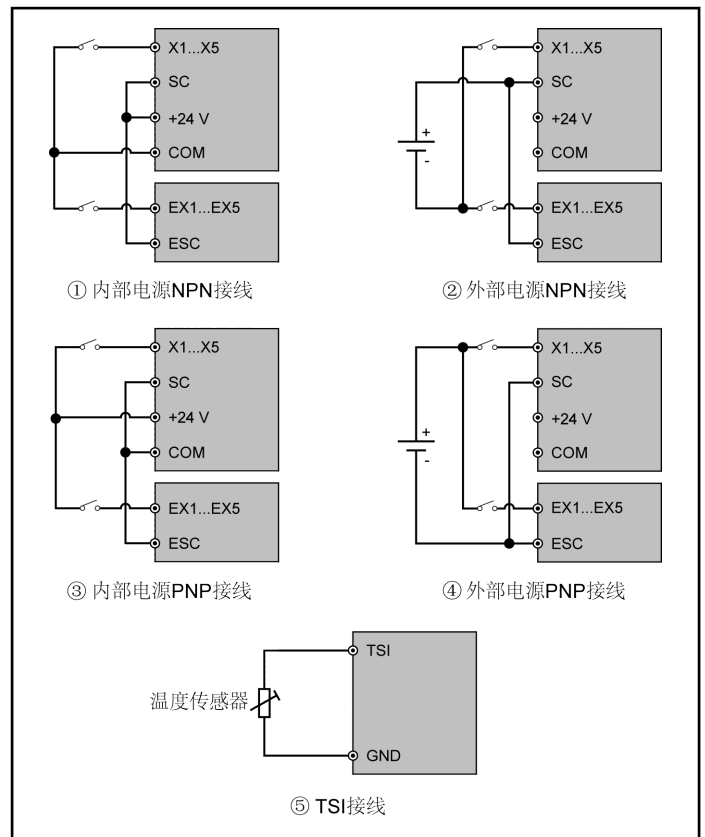 X1...X5
SC
+24 V
COM
EX1...EX5
ESC
① 内部电源NPN接线
X1...X5
SC
+
+24 V
-
COM
EX1...EX5
ESC
② 外部电源NPN接线
X1...X5
SC
+24 V
COM
EX1...EX5
ESC
③ 内部电源PNP接线
X1...X5
SC
+24 V
+
COM
-
EX1...EX5
ESC
④ 外部电源PNP接线
TSI
温度传感器
GND
⑤ TSI接线